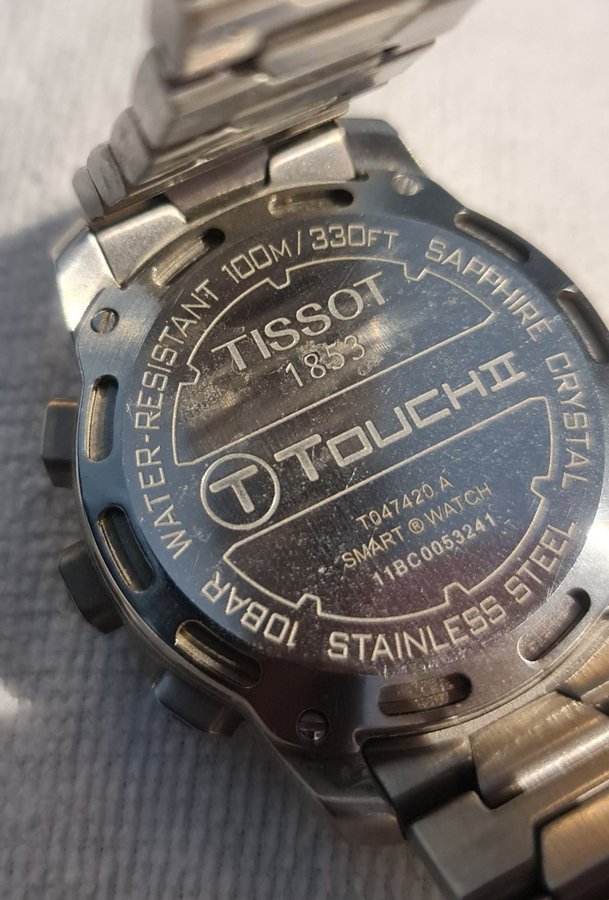 WATER-RESISTANT 100M/330FT SAPPHIRE CRYSTAL
TISSOT
1853
T TOUCH II
T047420 A
SMART ® WATCH
11BC0053241
10BAR STAINLESS STEEL